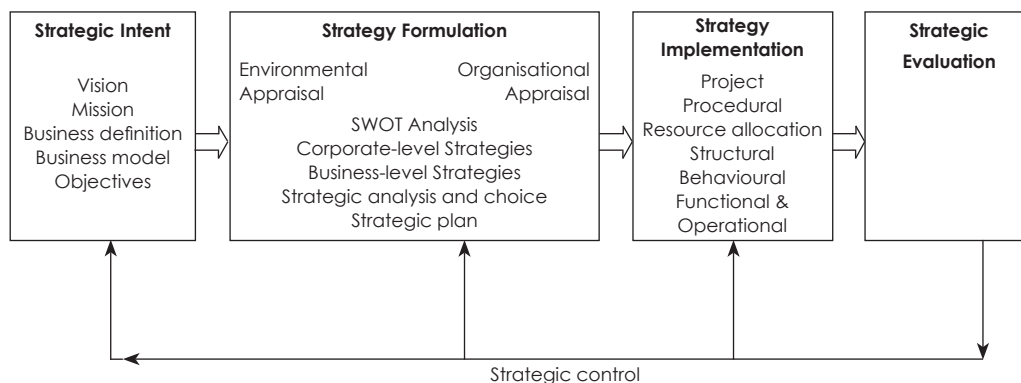 Strategic Intent
Vision
Mission
Business definition
Business model
Objectives
Strategy Formulation
Environmental
Appraisal
Organisational
Appraisal
SWOT Analysis
Corporate-level Strategies
Business-level Strategies
Strategic analysis and choice
Strategic plan
Strategy
Implementation
Project
Procedural
Resource allocation
Structural
Behavioural
Functional &
Operational
Strategic
Evaluation
Strategic control